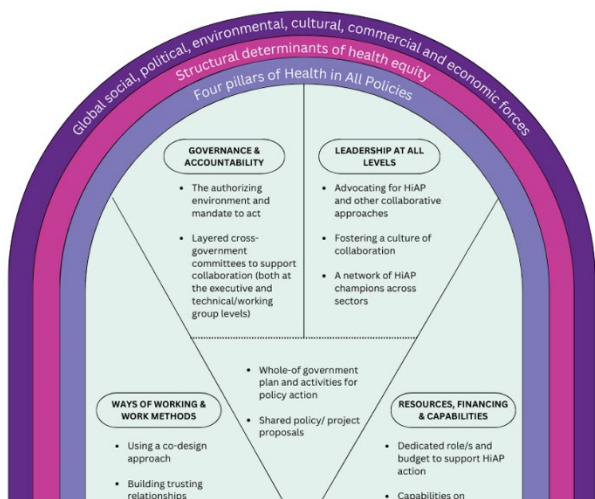 Global social, political, environmental, cultural, commercial and economic forces
Structural determinants of health equity
Four pillars of Health in All Policies
GOVERNANCE &
ACCOUNTABILITY
• The authorizing
environment and
mandate to act
• Layered cross-
government
committees to support
collaboration (both at
the executive and
technical/working
group levels)
LEADERSHIP AT ALL
LEVELS
• Advocating for HiAP
and other collaborative
approaches
• Fostering a culture of
collaboration
• A network of HiAP
champions across
sectors
• Whole-of government
plan and activities for
policy action
• Shared policy/ project
proposals
WAYS OF WORKING &
WORK METHODS
• Using a co-design
approach
• Building trusting
relationships
RESOURCES, FINANCING
& CAPABILITIES
• Dedicated role/s and
budget to support HiAP
action
• Capabilities on